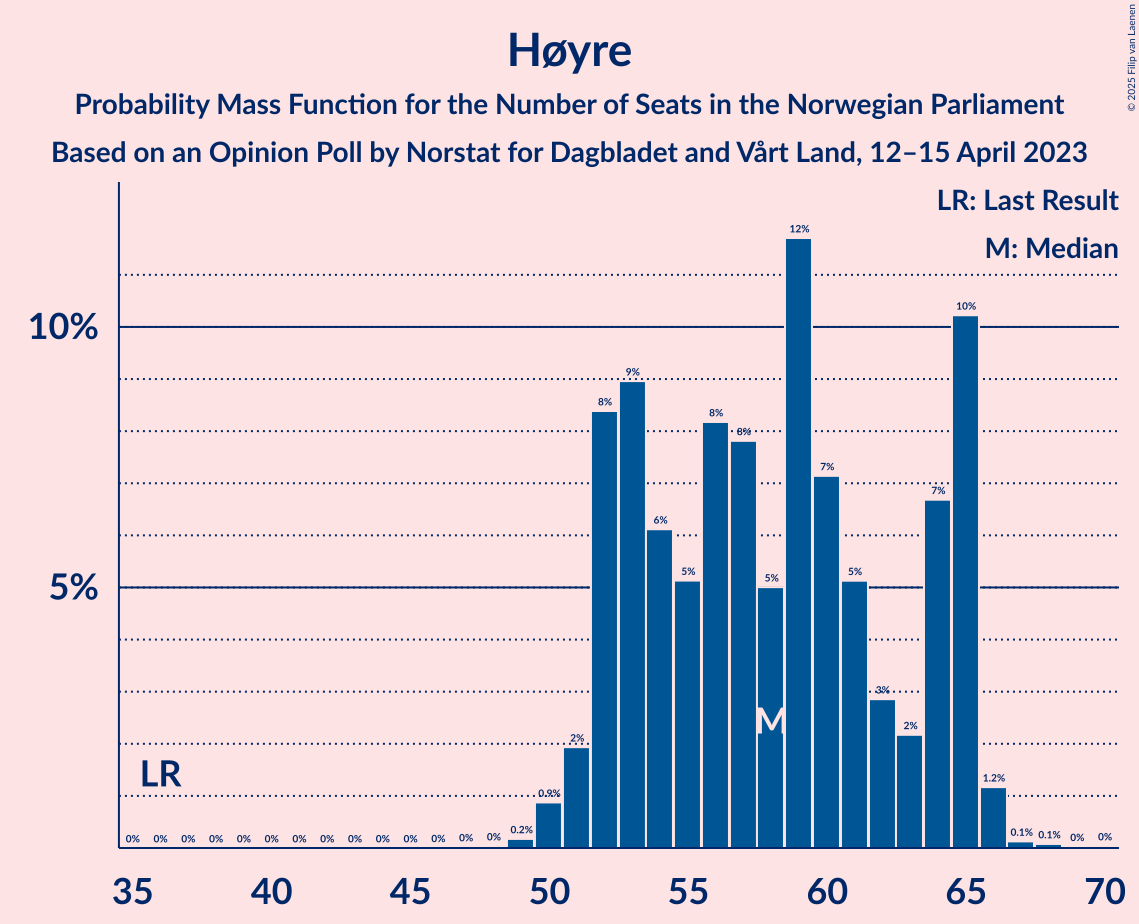 © 2025 Filip van Laenen
Høyre
Probability Mass Function for the Number of Seats in the Norwegian Parliament
Based on an Opinion Poll by Norstat for Dagbladet and Vårt Land, 12–15 April 2023
LR: Last Result
M: Median
10%
5%
LR
M
0% 0% 0% 0% 0% 0% 0% 0% 0% 0% 0% 0% 0% 0% 0.2% 0.9% 2% 8% 9% 6% 5% 8% 8% 5% 12% 7% 5% 3% 2% 7% 10% 1.2% 0.1% 0.1% 0% 0%
35 40 45 50 55 60 65 70